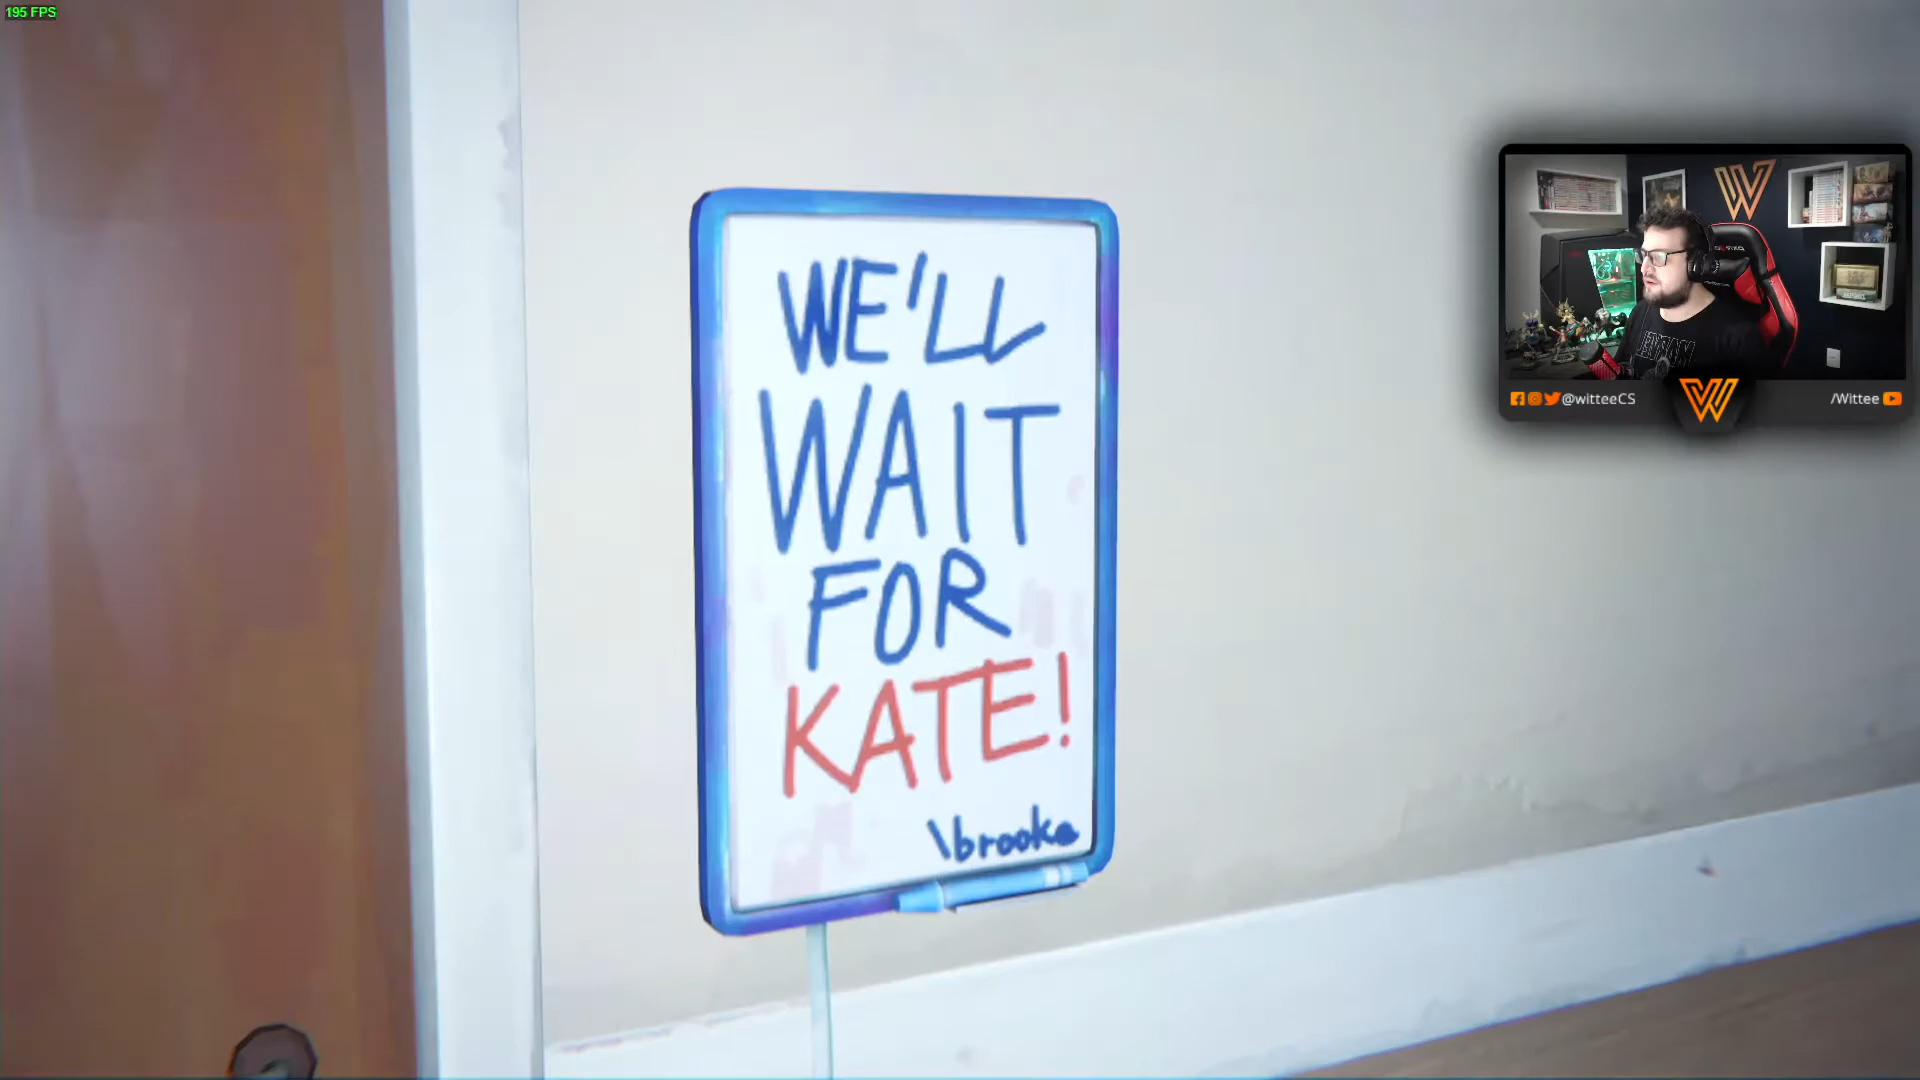 195 FPS
WE'LL
WAIT
FOR
KATE!
\brooke
@witteeCS
/Wittee